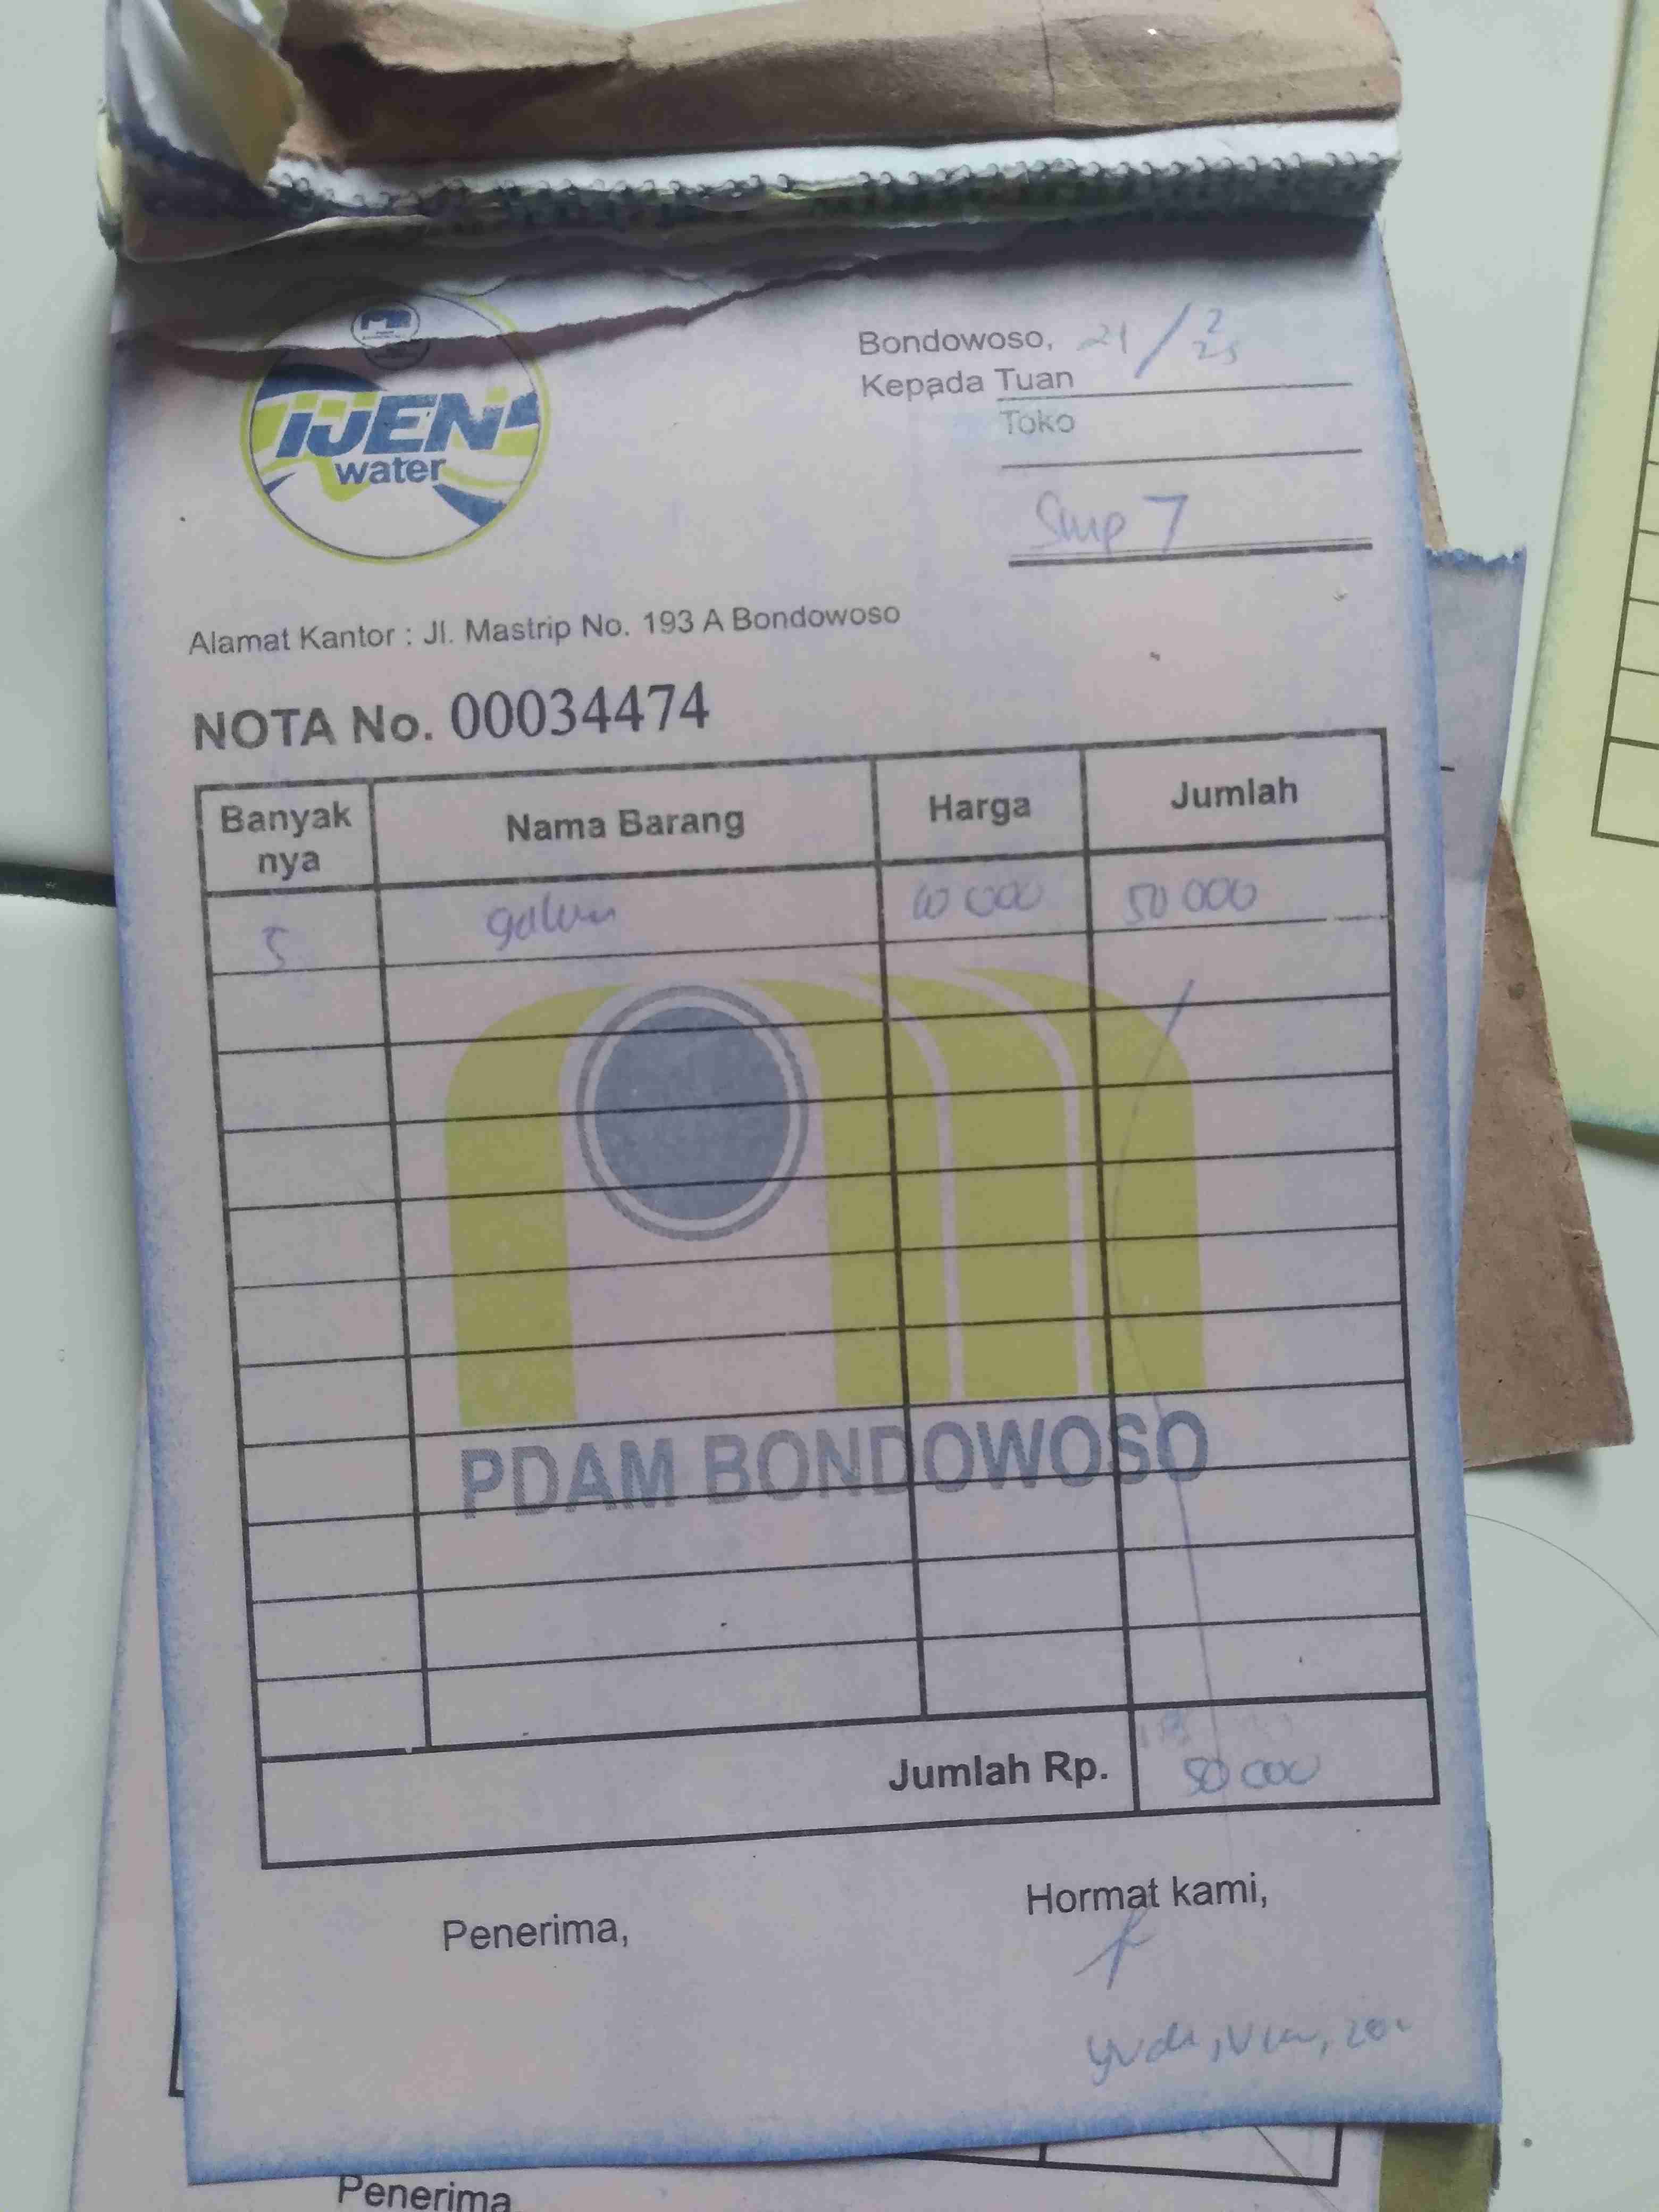 IJEN
water
Bondowoso, 21/2 25
Kepada Tuan
Toko
Smp 7
Alamat Kantor : Jl. Mastrip No. 193 A Bondowoso
NOTA No. 00034474
Banyak nya Nama Barang Harga Jumlah
5 galon 10 000 50 000
PDAM BONDOWOSO
Jumlah Rp. 50 000
Penerima, Hormat kami,
Penerima